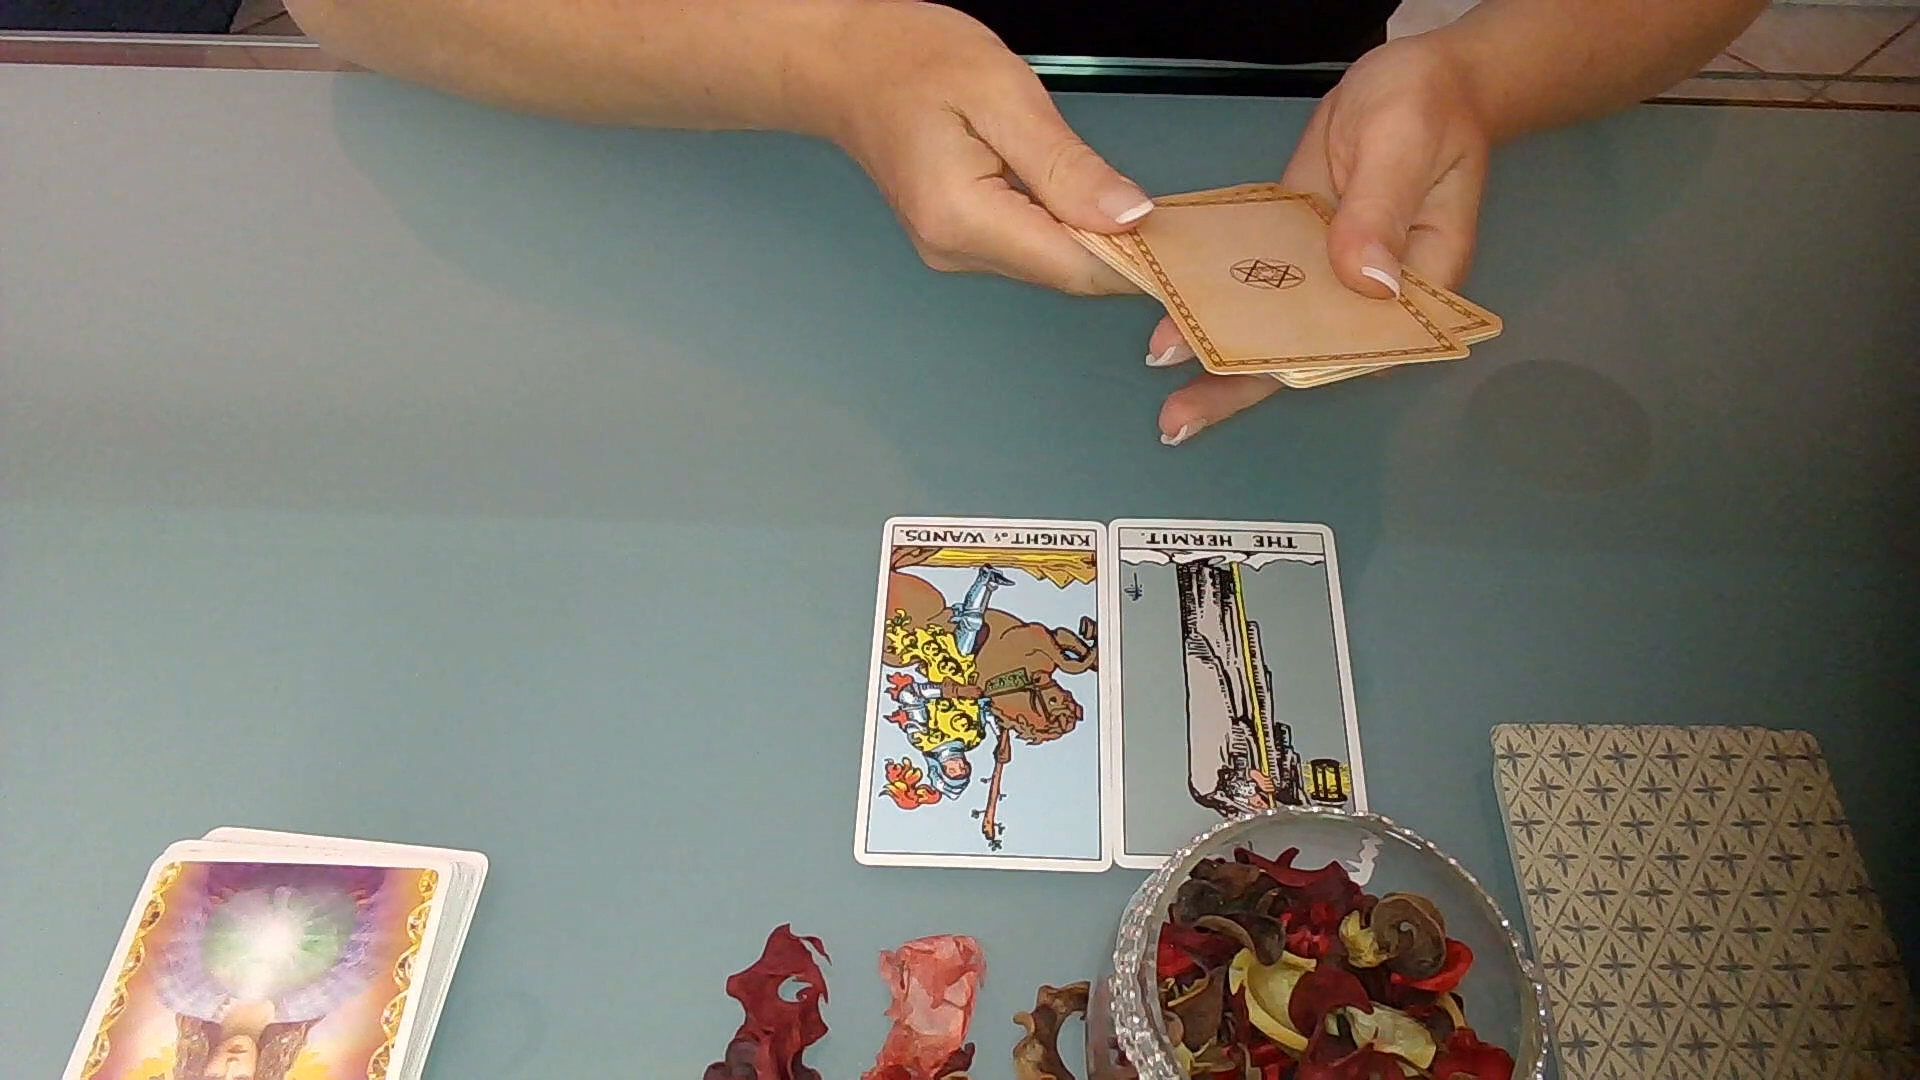 KNIGHT of WANDS.
THE HERMIT.